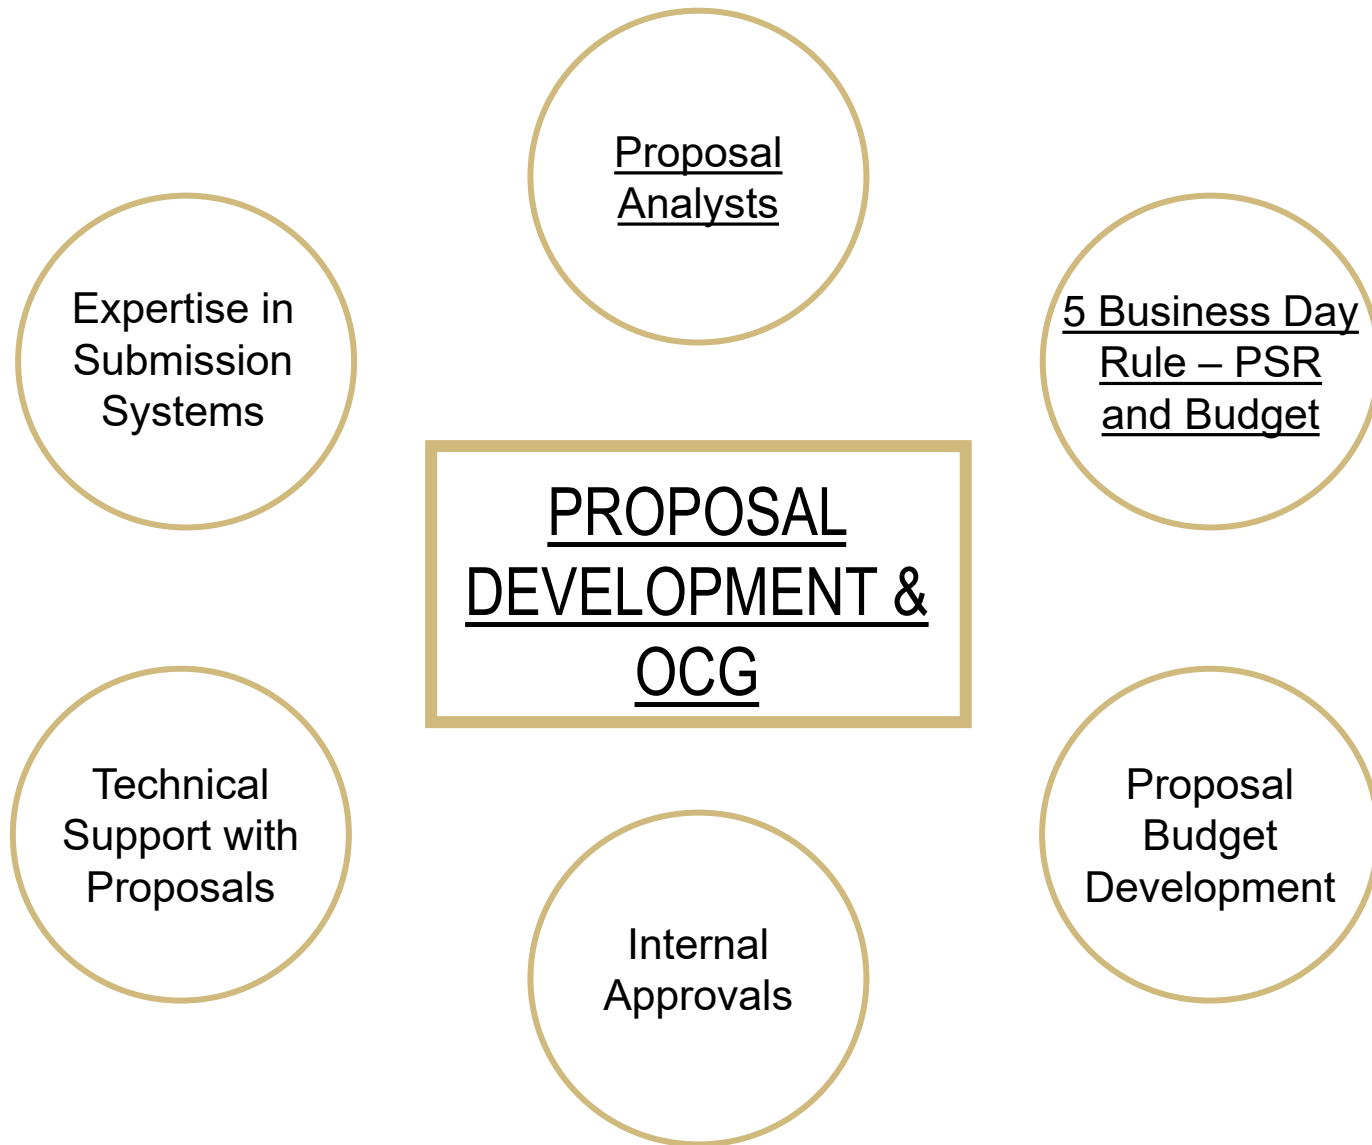 Proposal
Analysts
Expertise in
Submission
Systems
5 Business Day
Rule – PSR
and Budget
PROPOSAL
DEVELOPMENT &
OCG
Technical
Support with
Proposals
Proposal
Budget
Development
Internal
Approvals